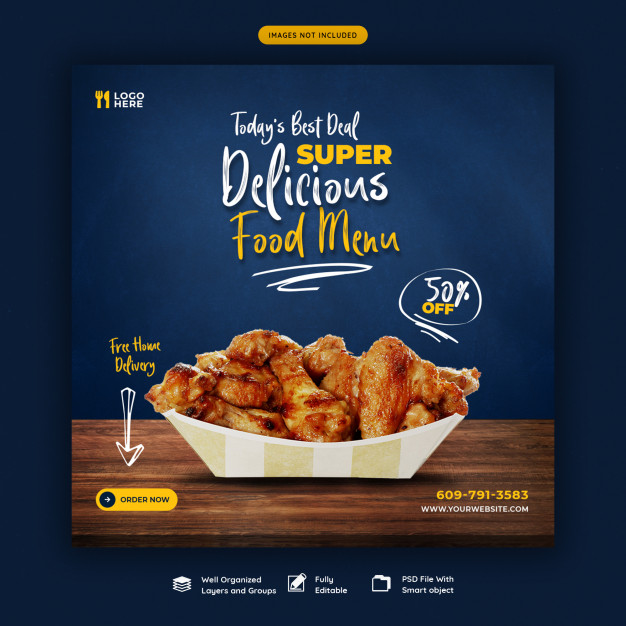 IMAGES NOT INCLUDED
LOGO
HERE
Today's Best Deal
SUPER
Delicious
Food Menu
50%
OFF
Free Home
Delivery
ORDER NOW
609-791-3583
WWW.YOURWEBSITE.COM
Well Organized
Layers and Groups
Fully
Editable
PSD File With
Smart object